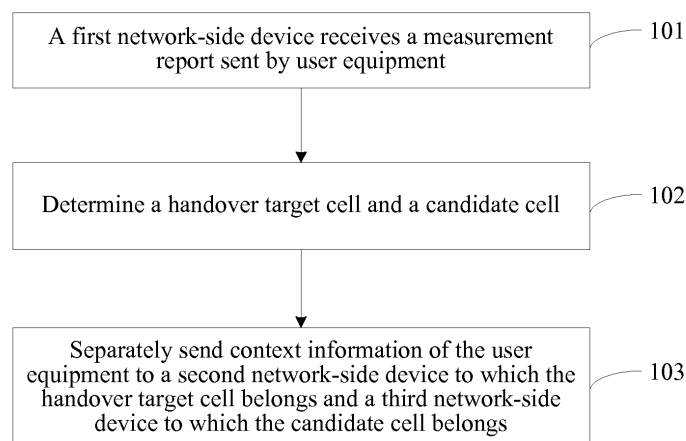 A first network-side device receives a measurement
report sent by user equipment
101
Determine a handover target cell and a candidate cell
102
Separately send context information of the user
equipment to a second network-side device to which the
handover target cell belongs and a third network-side
device to which the candidate cell belongs
103